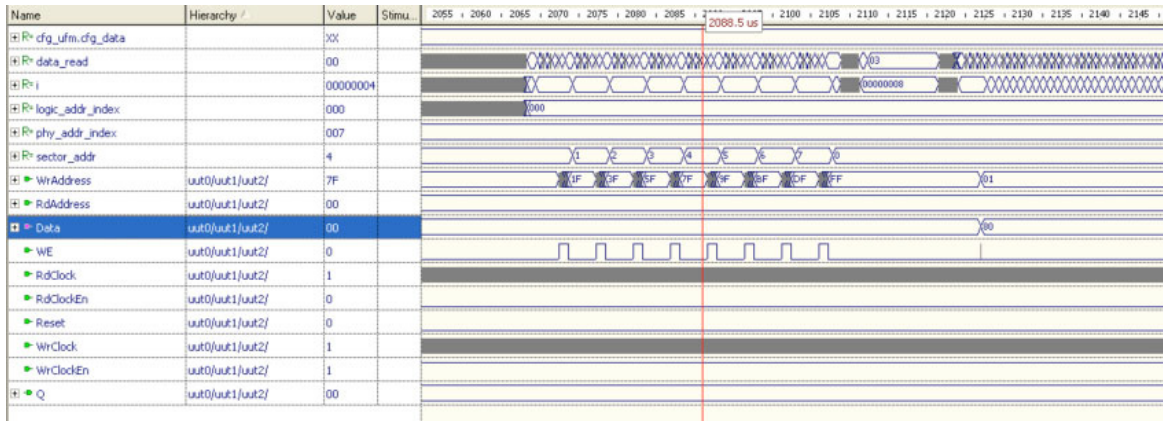 Name Hierarchy Value Stimu... 2055 2060 2065 2070 2075 2080 2085 2100 2105 2110 2115 2120 2125 2130 2135 2140 2145
2088.5 us
cfg_ufm.cfg_data XX
data_read 00 03
i 00000004 00000008
logic_addr_index 000 000
phy_addr_index 007
sector_addr 4 1 2 3 4 5 6 7 0
WrAddress uut0/uut1/uut2/ 7F 1F 3F 5F 7F 9F BF DF FF 01
RdAddress uut0/uut1/uut2/ 00
Data uut0/uut1/uut2/ 00 80
WE uut0/uut1/uut2/ 0
RdClock uut0/uut1/uut2/ 1
RdClockEn uut0/uut1/uut2/ 0
Reset uut0/uut1/uut2/ 0
WrClock uut0/uut1/uut2/ 1
WrClockEn uut0/uut1/uut2/ 1
Q uut0/uut1/uut2/ 00